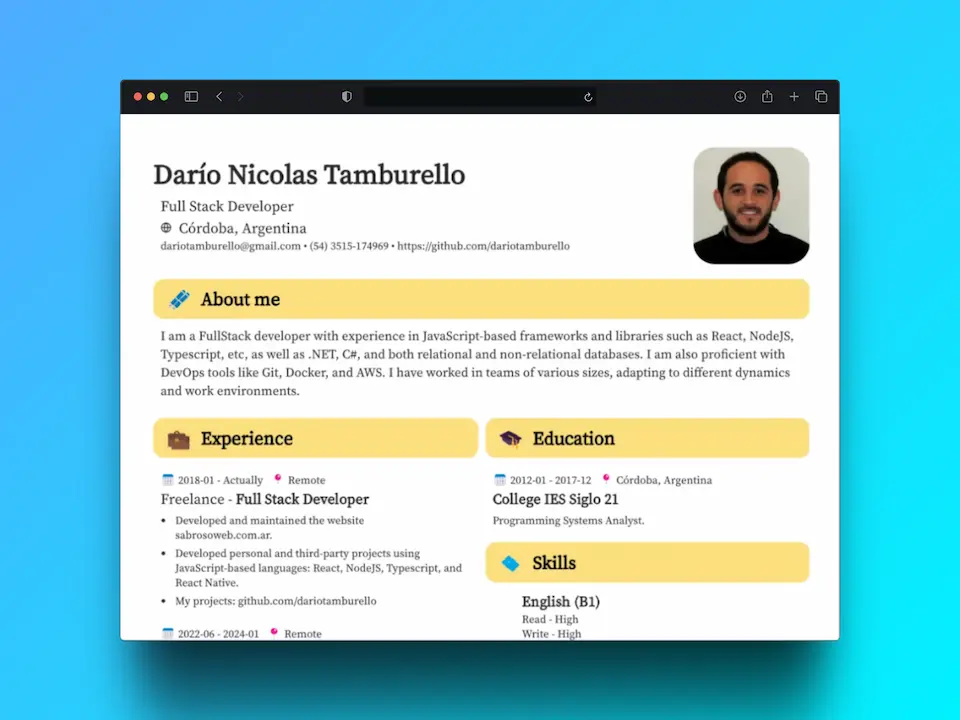 Darío Nicolas Tamburello
Full Stack Developer
Córdoba, Argentina
dariotamburello@gmail.com • (54) 3515-174969 • https://github.com/dariotamburello
About me
I am a FullStack developer with experience in JavaScript-based frameworks and libraries such as React, NodeJS,
Typescript, etc, as well as .NET, C#, and both relational and non-relational databases. I am also proficient with
DevOps tools like Git, Docker, and AWS. I have worked in teams of various sizes, adapting to different dynamics
and work environments.
Experience
2018-01 - Actually Remote
Freelance - Full Stack Developer
• Developed and maintained the website
sabrosoweb.com.ar.
• Developed personal and third-party projects using
JavaScript-based languages: React, NodeJS, Typescript, and
React Native.
• My projects: github.com/dariotamburello
2022-06 - 2024-01 Remote
Education
2012-01 - 2017-12 Córdoba, Argentina
College IES Siglo 21
Programming Systems Analyst.
Skills
English (B1)
Read - High
Write - High